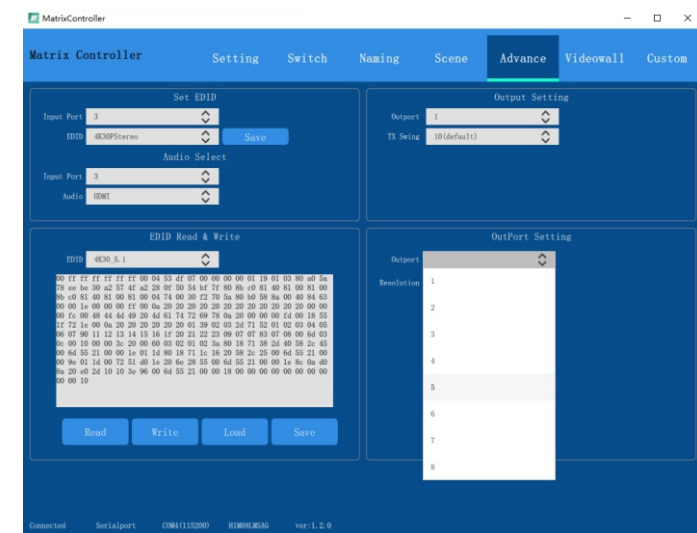 MatrixController
Matrix Controller
Setting
Switch
Naming
Scene
Advance
Videowall
Custom
Set EDID
Input Port 3
EDID 4K30PStereo
Save
Audio Select
Input Port 3
Audio HDMI
Output Setting
Outport 1
TX Swing 10(default)
EDID Read & Write
EDID 4K30_5.1
00 ff ff ff ff ff ff 00 04 53 df 07 00 00 00 00 01 19 01 03 80 a0 5a
78 ee be 30 a2 57 4f a2 28 0f 50 54 bf 7f 80 8b c0 81 40 81 00 81 00
8b c0 81 40 81 00 81 00 04 74 00 30 f2 70 5a 80 b0 58 8a 00 40 84 63
00 00 1e 00 00 00 ff 00 0a 20 20 20 20 20 20 20 20 20 20 20 20 00 00
00 fc 00 48 44 4d 49 20 4d 61 74 72 69 78 0a 20 00 00 00 fd 00 18 55
1f 72 1e 00 0a 20 20 20 20 20 01 39 02 03 2d 71 52 01 02 03 04 05
06 07 90 11 12 13 14 15 16 1f 20 21 22 23 09 07 07 83 07 08 00 6d 03
0c 00 10 00 00 3c 20 00 60 03 02 01 02 3a 80 18 71 38 2d 40 58 2c 45
00 6d 55 21 00 00 1e 01 1d 80 18 71 1c 16 20 58 2c 25 00 6d 55 21 00
00 9e 01 1d 00 72 51 d0 1e 20 6e 28 55 00 6d 55 21 00 00 1e 8c 0a d0
8a 20 e0 2d 10 10 3e 96 00 6d 55 21 00 00 18 00 00 00 00 00 00 00 00
00 00 10
Read
Write
Load
Save
OutPort Setting
Outport
Resolution
1
2
3
4
5
6
7
8
Connected
Serialport
COM4(115200)
ver:1.2.0